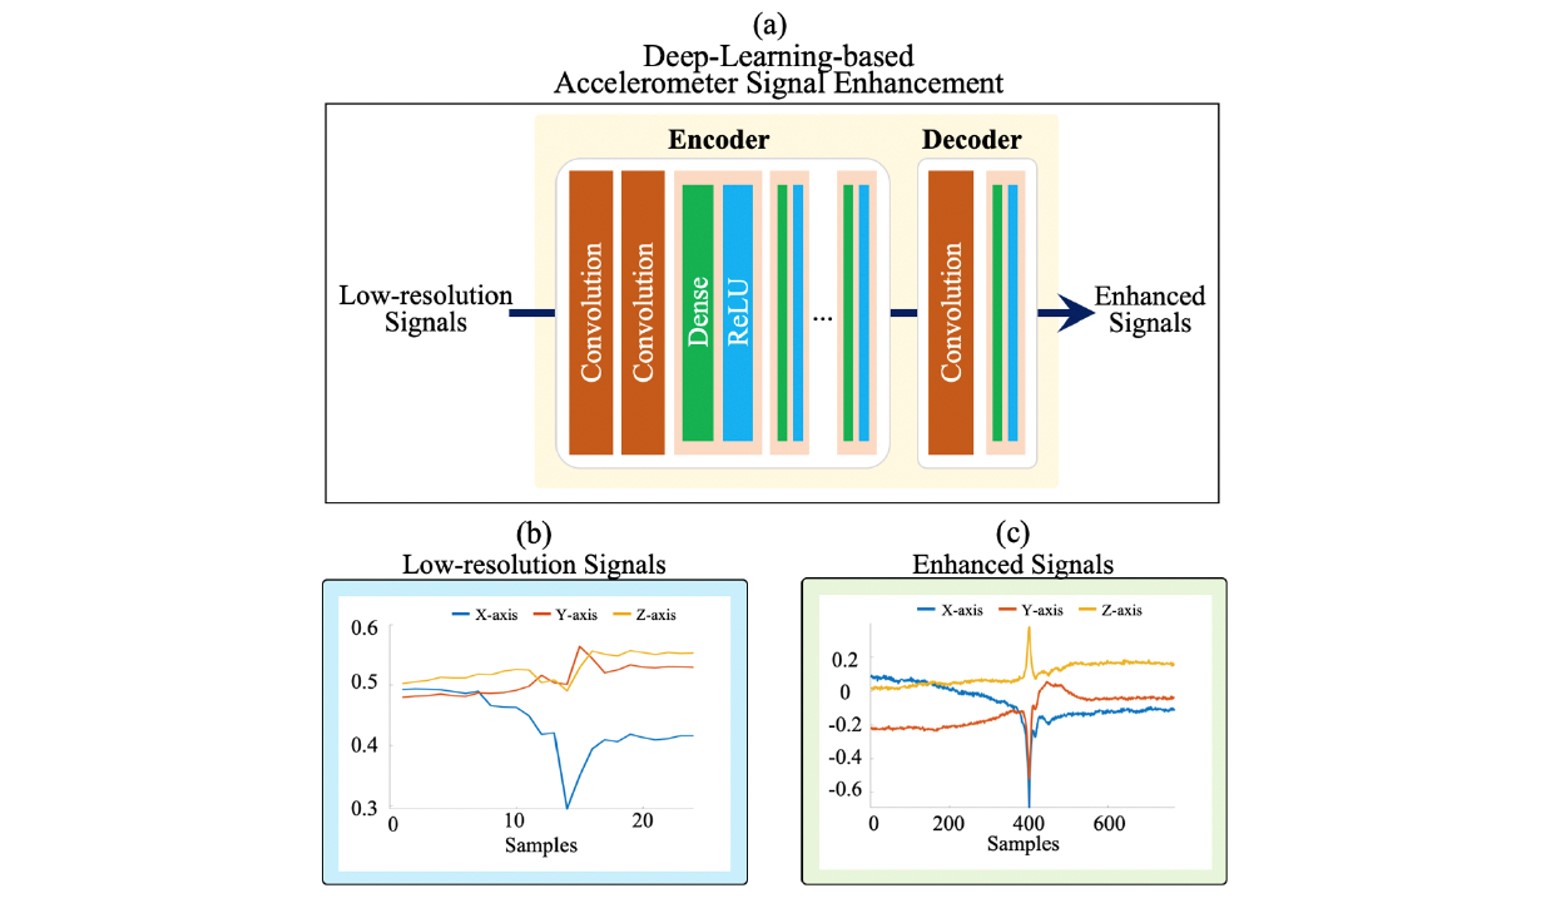 (a)
Deep-Learning-based
Accelerometer Signal Enhancement
Encoder
Decoder
Low-resolution
Signals
Convolution
Convolution
Dense
ReLU
...
Convolution
Enhanced
Signals
(b)
Low-resolution Signals
X-axis Y-axis Z-axis
0.6
0.5
0.4
0.3
0 10 20
Samples
(c)
Enhanced Signals
X-axis Y-axis Z-axis
0.2
0
-0.2
-0.4
-0.6
0 200 400 600
Samples